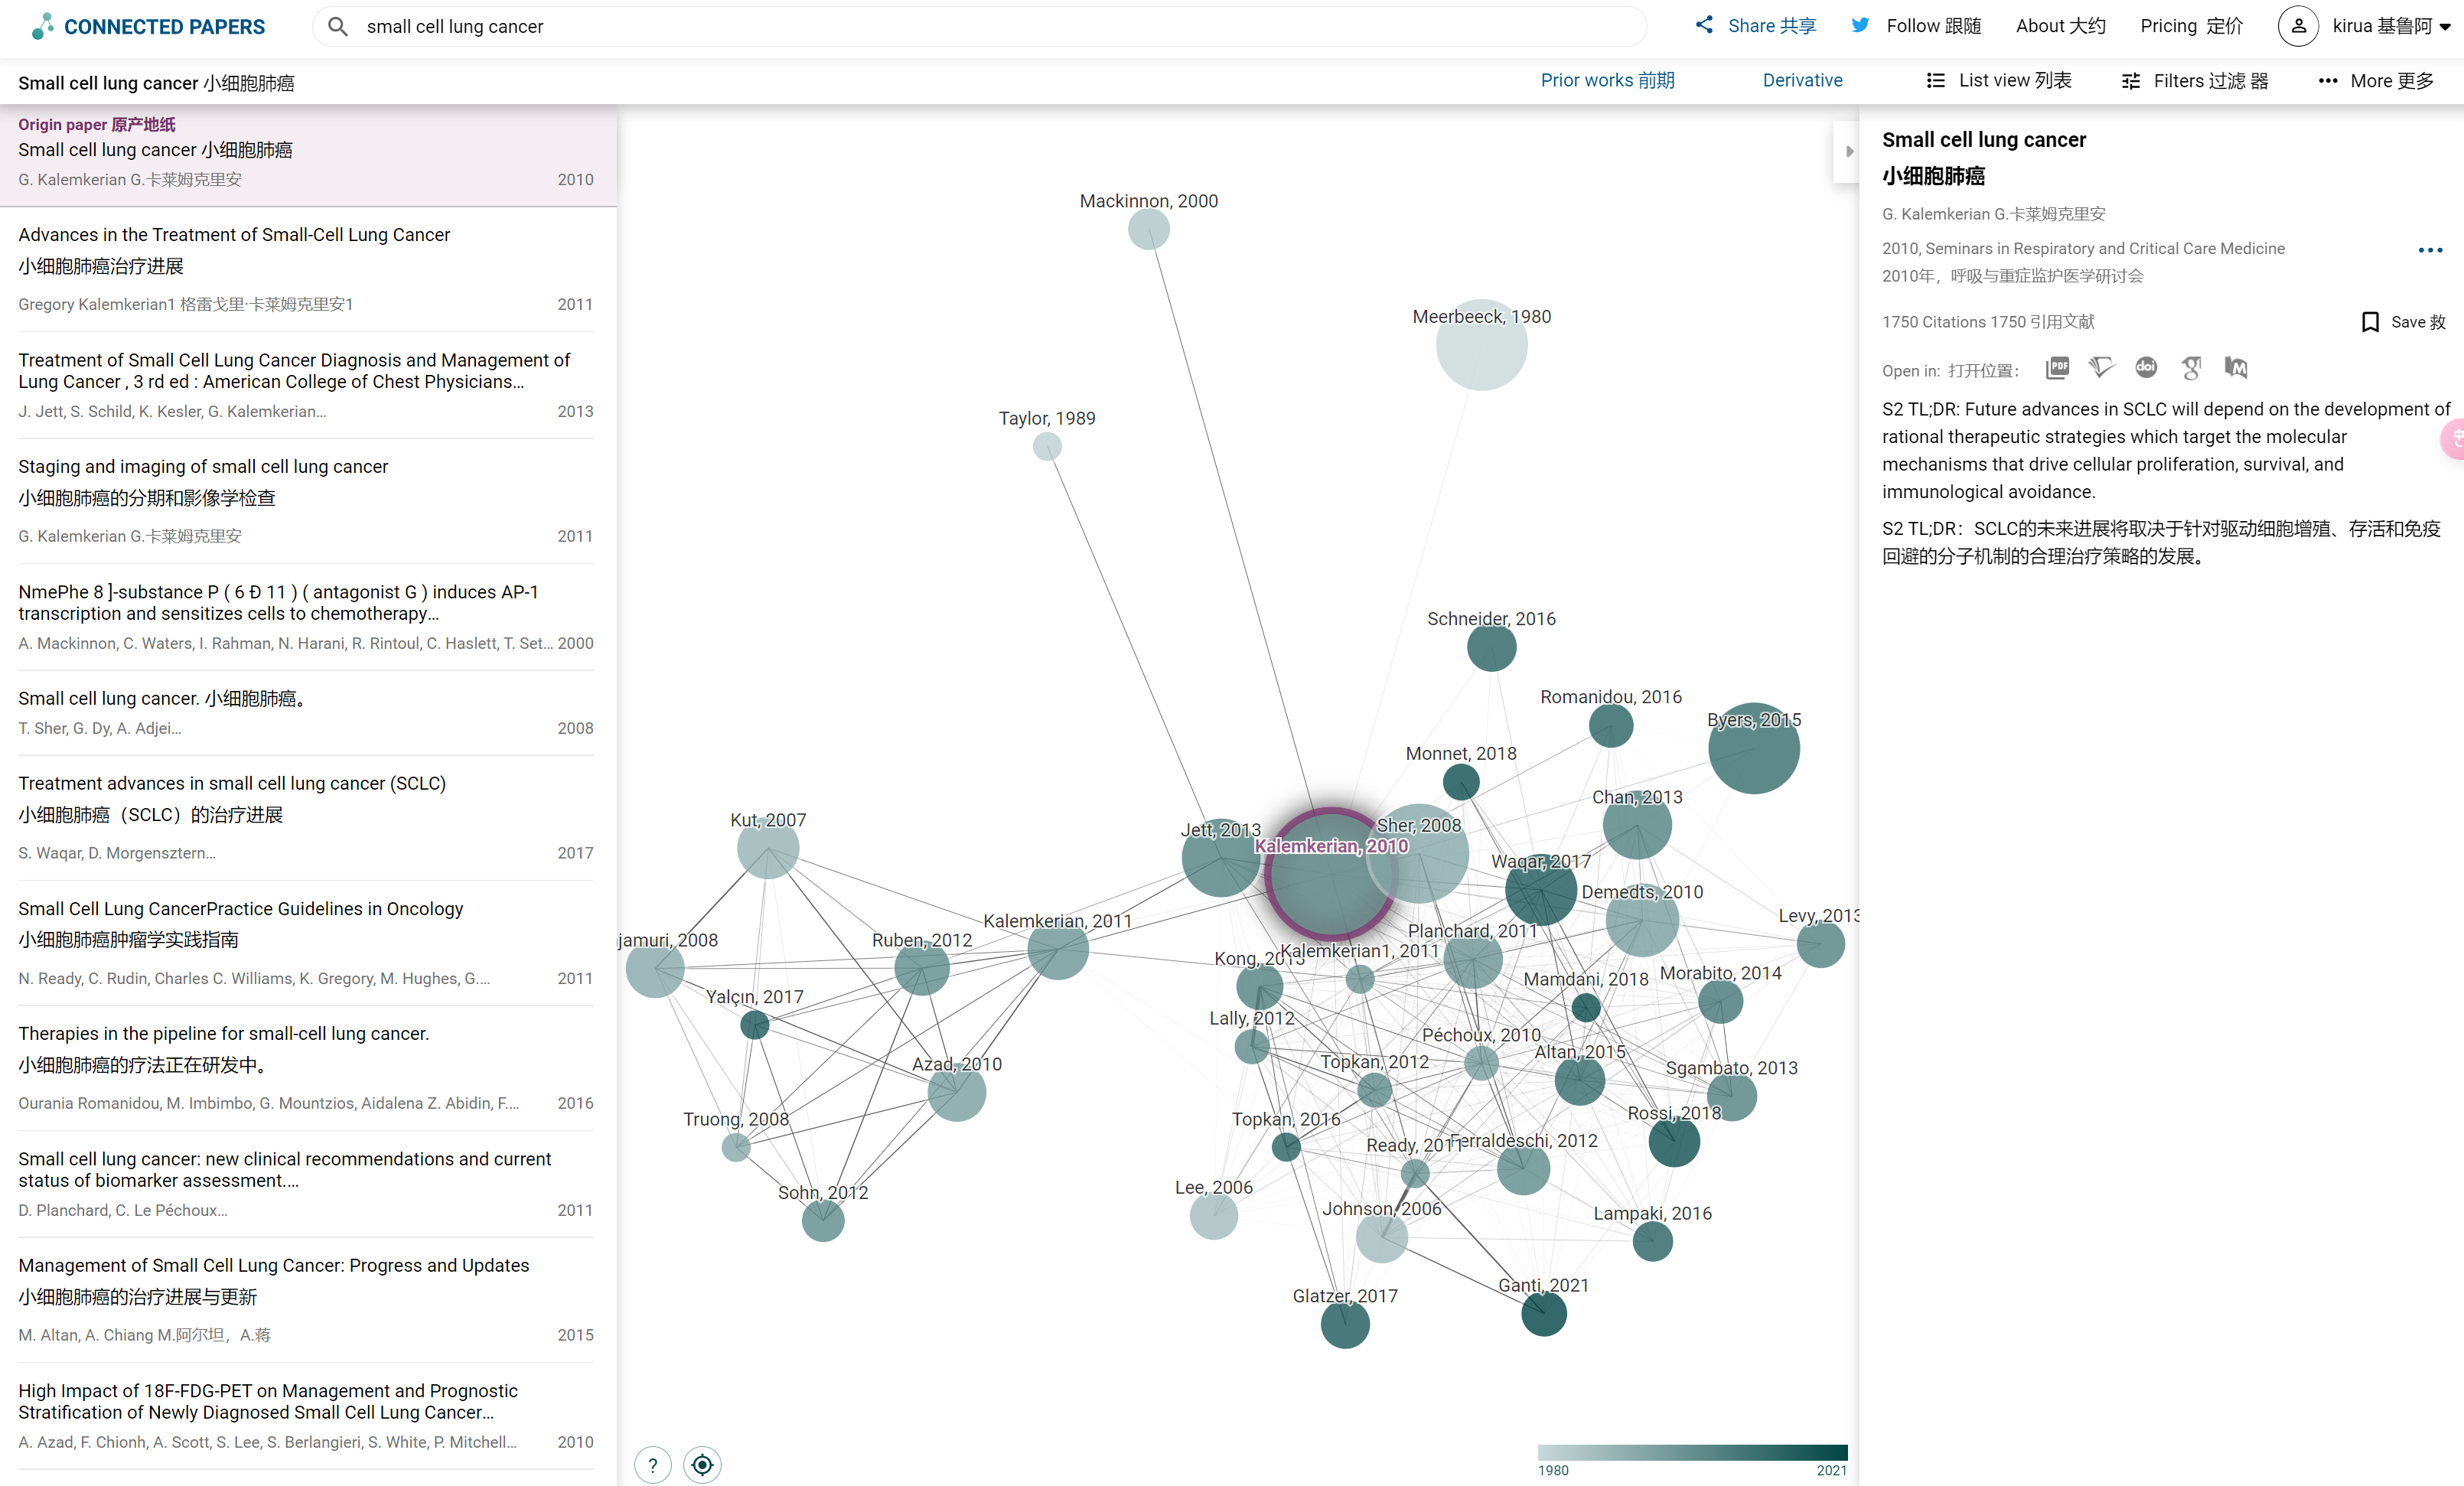 CONNECTED PAPERS
small cell lung cancer
Share 共享
Follow 跟随
About 大约
Pricing 定价
kirua 基鲁阿
Small cell lung cancer 小细胞肺癌
Prior works 前期
Derivative
List view 列表
Filters 过滤 器
More 更多
Origin paper 原产地纸
Small cell lung cancer 小细胞肺癌
G. Kalemkerian G.卡莱姆克里安 2010
Advances in the Treatment of Small-Cell Lung Cancer
小细胞肺癌治疗进展
Gregory Kalemkerian1 格雷戈里·卡莱姆克里安1 2011
Treatment of Small Cell Lung Cancer Diagnosis and Management of
Lung Cancer , 3 rd ed : American College of Chest Physicians...
J. Jett, S. Schild, K. Kesler, G. Kalemkerian... 2013
Staging and imaging of small cell lung cancer
小细胞肺癌的分期和影像学检查
G. Kalemkerian G.卡莱姆克里安 2011
NmePhe 8 ]-substance P ( 6 Ð 11 ) ( antagonist G ) induces AP-1
transcription and sensitizes cells to chemotherapy...
A. Mackinnon, C. Waters, I. Rahman, N. Harani, R. Rintoul, C. Haslett, T. Set... 2000
Small cell lung cancer. 小细胞肺癌。
T. Sher, G. Dy, A. Adjei... 2008
Treatment advances in small cell lung cancer (SCLC)
小细胞肺癌（SCLC）的治疗进展
S. Waqar, D. Morgensztern... 2017
Small Cell Lung CancerPractice Guidelines in Oncology
小细胞肺癌肿瘤学实践指南
N. Ready, C. Rudin, Charles C. Williams, K. Gregory, M. Hughes, G.... 2011
Therapies in the pipeline for small-cell lung cancer.
小细胞肺癌的疗法正在研发中。
Ourania Romanidou, M. Imbimbo, G. Mountzios, Aidalena Z. Abidin, F.... 2016
Small cell lung cancer: new clinical recommendations and current
status of biomarker assessment....
D. Planchard, C. Le Péchoux... 2011
Management of Small Cell Lung Cancer: Progress and Updates
小细胞肺癌的治疗进展与更新
M. Altan, A. Chiang M.阿尔坦，A.蒋 2015
High Impact of 18F-FDG-PET on Management and Prognostic
Stratification of Newly Diagnosed Small Cell Lung Cancer...
A. Azad, F. Chionh, A. Scott, S. Lee, S. Berlangieri, S. White, P. Mitchell... 2010
Mackinnon, 2000
Meerbeeck, 1980
Taylor, 1989
Schneider, 2016
Romanidou, 2016
Byers, 2015
Monnet, 2018
Chan, 2013
Kut, 2007
Jett, 2013
Sher, 2008
Kalemkerian, 2010
Waqar, 2017
Demedts, 2010
Levy, 2013
Kalemkerian, 2011
Planchard, 2011
jamuri, 2008
Ruben, 2012
Kong, 2013
Kalemkerian1, 2011
Mamdani, 2018
Morabito, 2014
Yalçın, 2017
Lally, 2012
Péchoux, 2010
Altan, 2015
Topkan, 2012
Azad, 2010
Sgambato, 2013
Rossi, 2018
Truong, 2008
Topkan, 2016
Ready, 2011
Ferraldeschi, 2012
Sohn, 2012
Lee, 2006
Johnson, 2006
Lampaki, 2016
Ganti, 2021
Glatzer, 2017
?
1980 2021
Small cell lung cancer
小细胞肺癌
G. Kalemkerian G.卡莱姆克里安
2010, Seminars in Respiratory and Critical Care Medicine
2010年，呼吸与重症监护医学研讨会
1750 Citations 1750 引用文献
Save 救
Open in: 打开位置：
PDF
doi
g
M
S2 TL;DR: Future advances in SCLC will depend on the development of
rational therapeutic strategies which target the molecular
mechanisms that drive cellular proliferation, survival, and
immunological avoidance.
S2 TL;DR：SCLC的未来进展将取决于针对驱动细胞增殖、存活和免疫
回避的分子机制的合理治疗策略的发展。